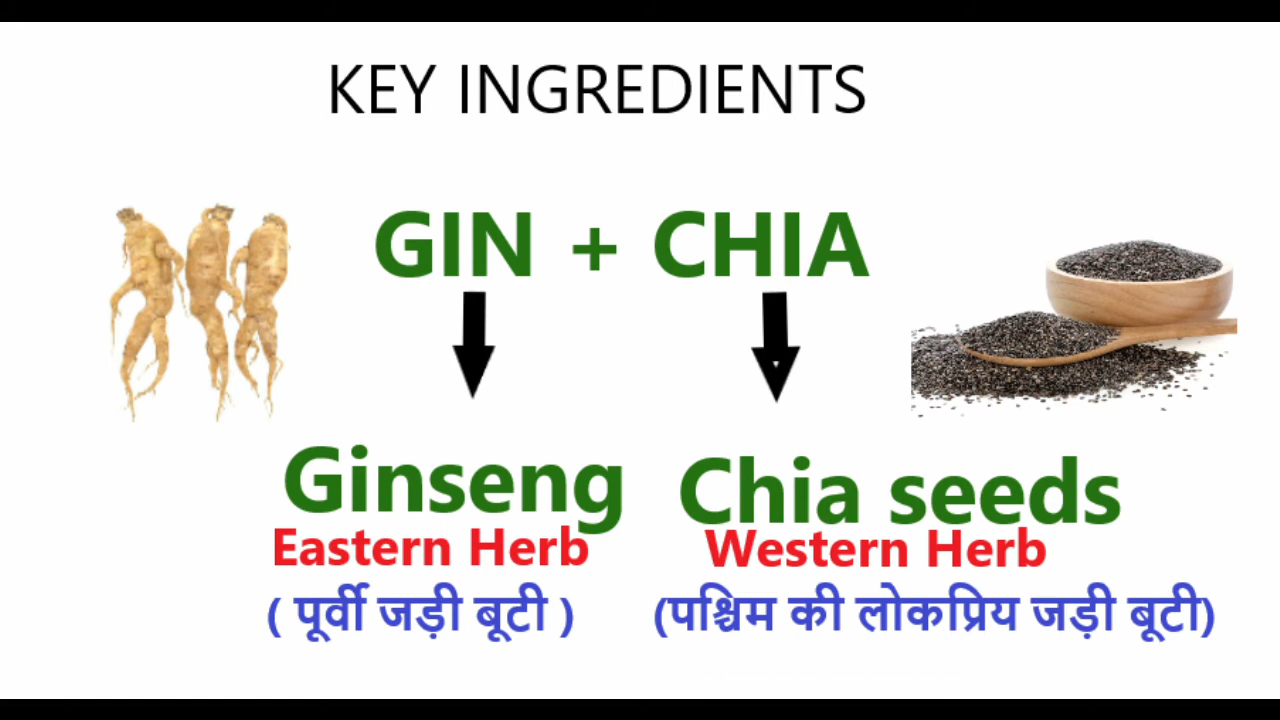 KEY INGREDIENTS
GIN + CHIA
Ginseng Chia seeds
Eastern Herb Western Herb
( पूर्वी जड़ी बूटी ) (पश्चिम की लोकप्रिय जड़ी बूटी)